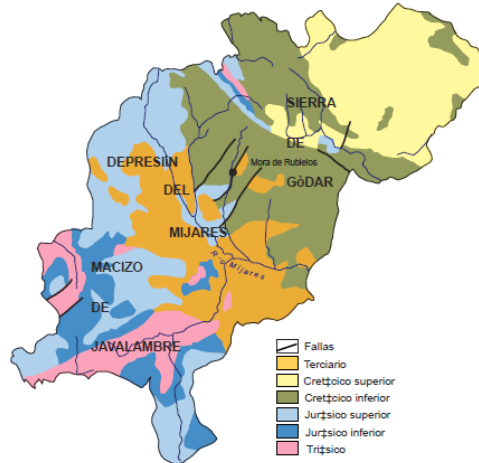 SIERRA
DE
GòDAR
DEPRESIÍN
DEL
MIJARES
Mora de Rubielos
Río Mijares
MACIZO
DE
JAVALAMBRE
Fallas
Terciario
Cret‡cico superior
Cret‡cico inferior
Jur‡sico superior
Jur‡sico inferior
Tri‡sico